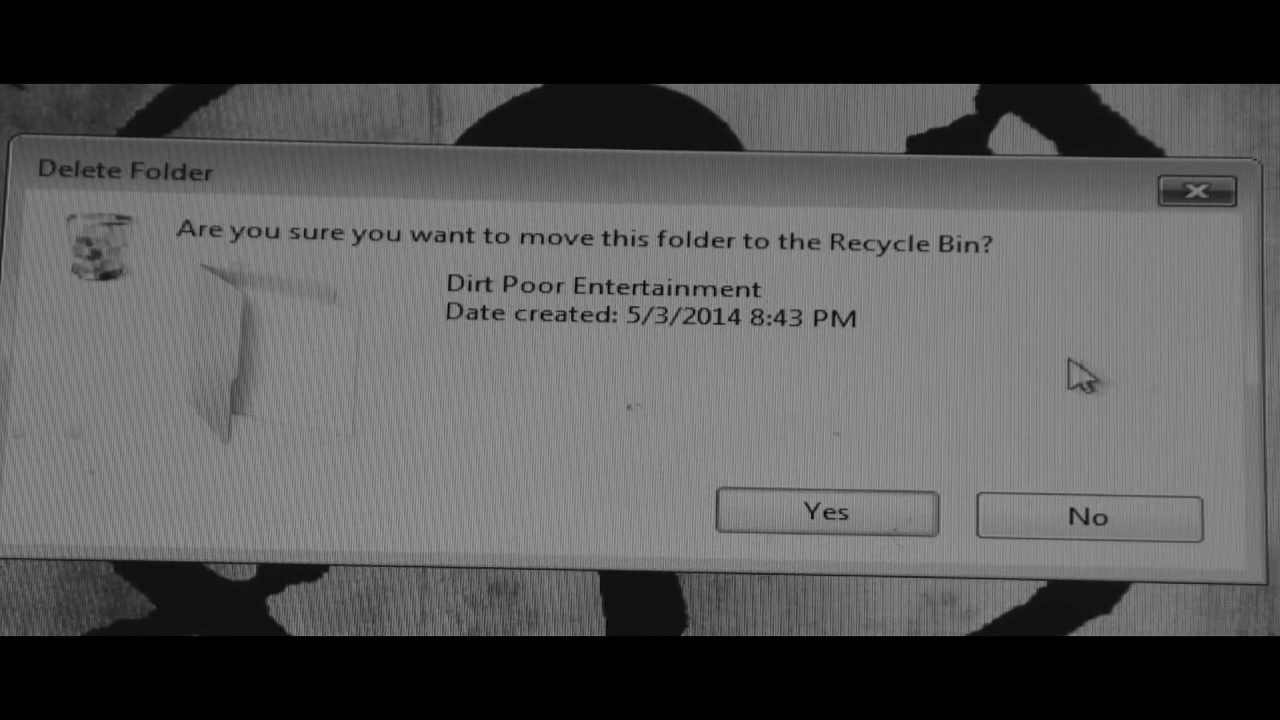 Delete Folder
Are you sure you want to move this folder to the Recycle Bin?
Dirt Poor Entertainment
Date created: 5/3/2014 8:43 PM
Yes
No